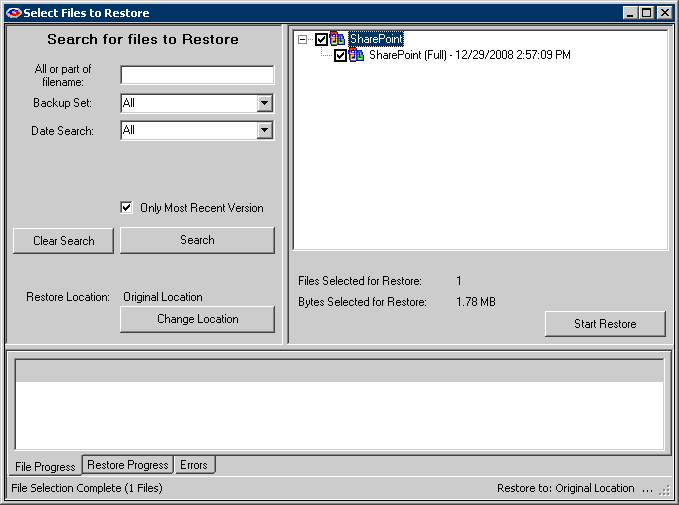 Select Files to Restore
Search for files to Restore
All or part of
filename:
Backup Set:
All
Date Search:
All
Only Most Recent Version
Clear Search
Search
Restore Location:
Original Location
Change Location
SharePoint
SharePoint (Full) - 12/29/2008 2:57:09 PM
Files Selected for Restore:
1
Bytes Selected for Restore:
1.78 MB
Start Restore
File Progress
Restore Progress
Errors
File Selection Complete (1 Files)
Restore to: Original Location ...